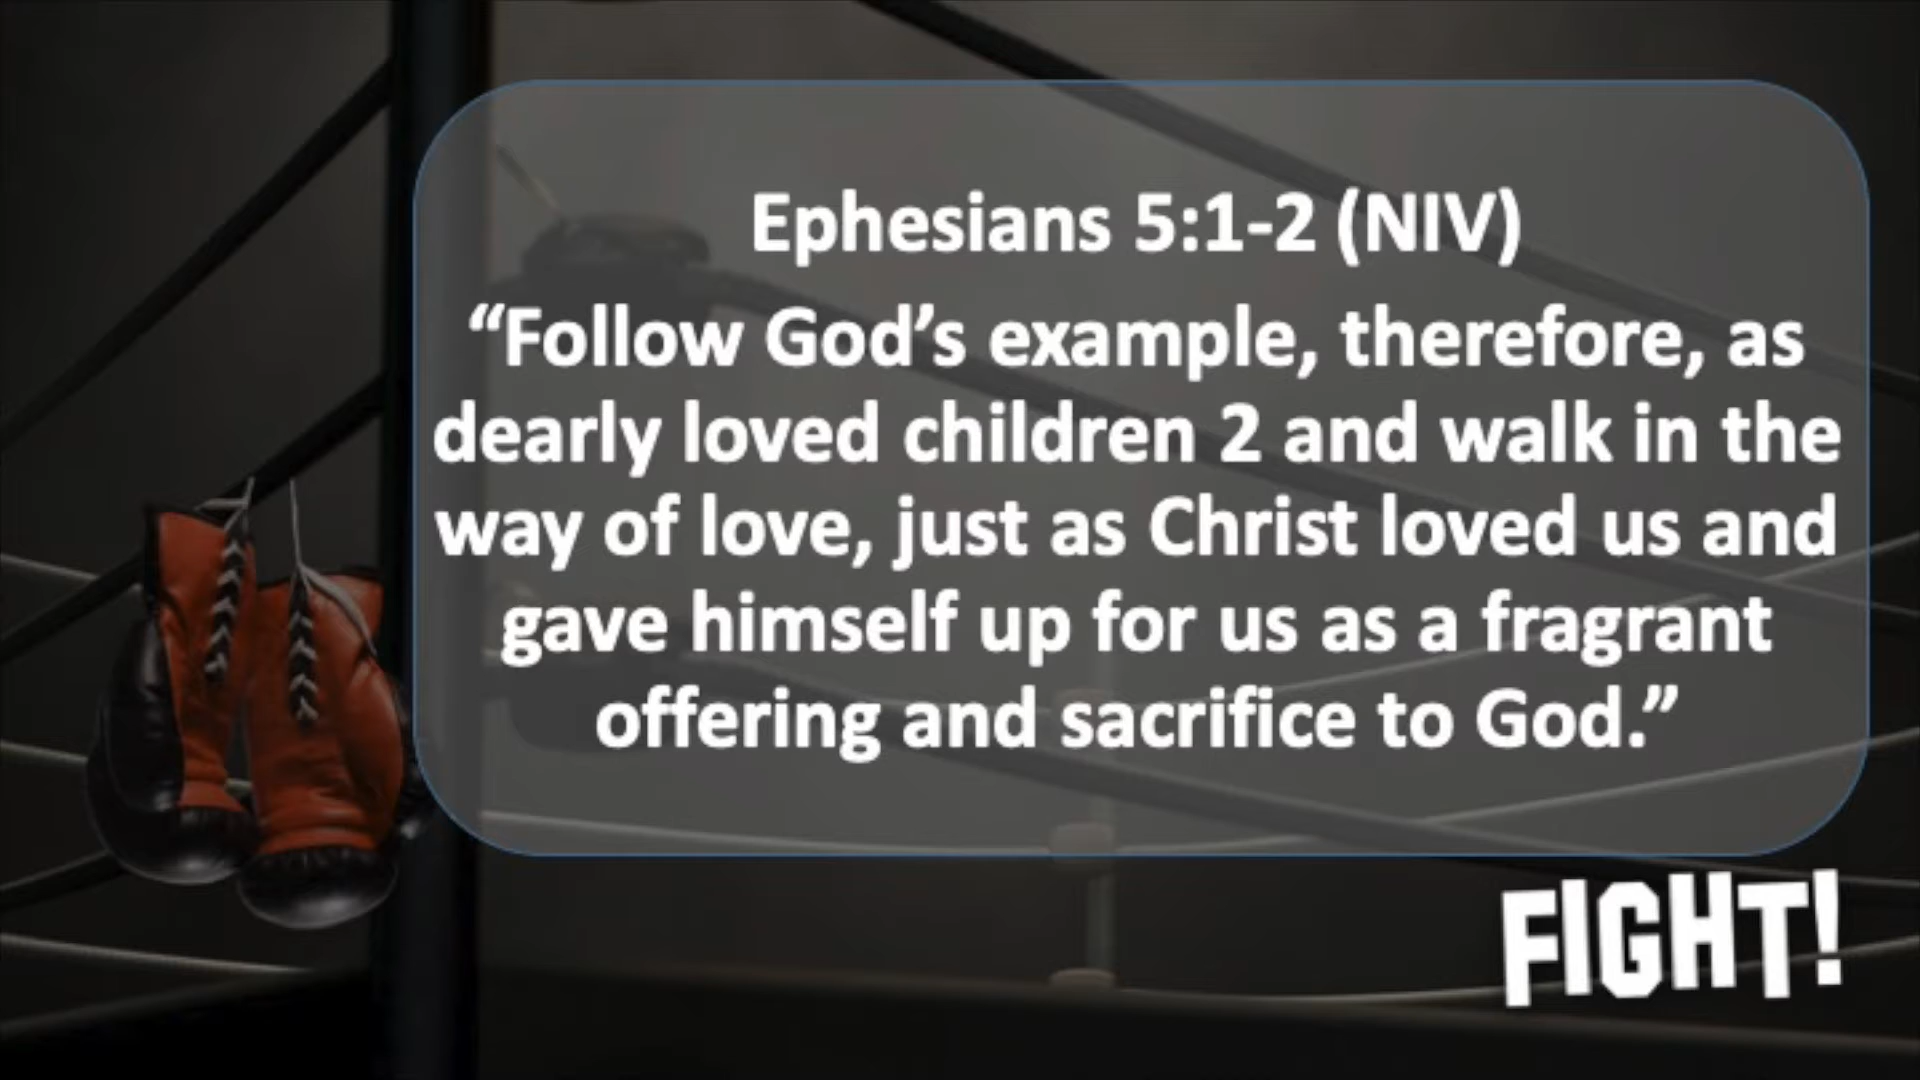 Ephesians 5:1-2 (NIV)
“Follow God’s example, therefore, as
dearly loved children 2 and walk in the
way of love, just as Christ loved us and
gave himself up for us as a fragrant
offering and sacrifice to God.”
FIGHT!